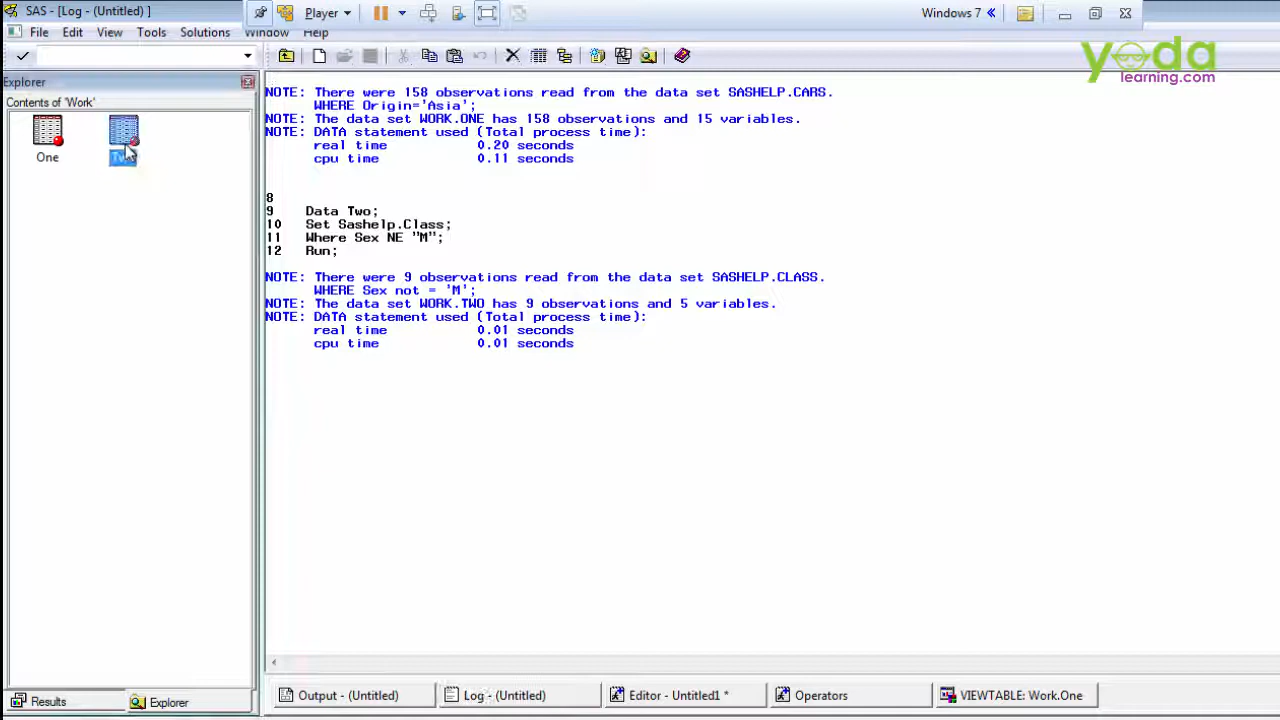 SAS - [Log - (Untitled) ]
Player
Windows 7 «
File Edit View Tools Solutions Window Help
yoda
learning.com
Explorer
Contents of 'Work'
One
NOTE: There were 158 observations read from the data set SASHELP.CARS.
WHERE Origin='Asia';
NOTE: The data set WORK.ONE has 158 observations and 15 variables.
NOTE: DATA statement used (Total process time):
real time 0.20 seconds
cpu time 0.11 seconds
8
9 Data Two;
10 Set Sashelp.Class;
11 Where Sex NE "M";
12 Run;
NOTE: There were 9 observations read from the data set SASHELP.CLASS.
WHERE Sex not = 'M';
NOTE: The data set WORK.TWO has 9 observations and 5 variables.
NOTE: DATA statement used (Total process time):
real time 0.01 seconds
cpu time 0.01 seconds
Results
Explorer
Output - (Untitled)
Log - (Untitled)
Editor - Untitled1 *
Operators
VIEWTABLE: Work.One